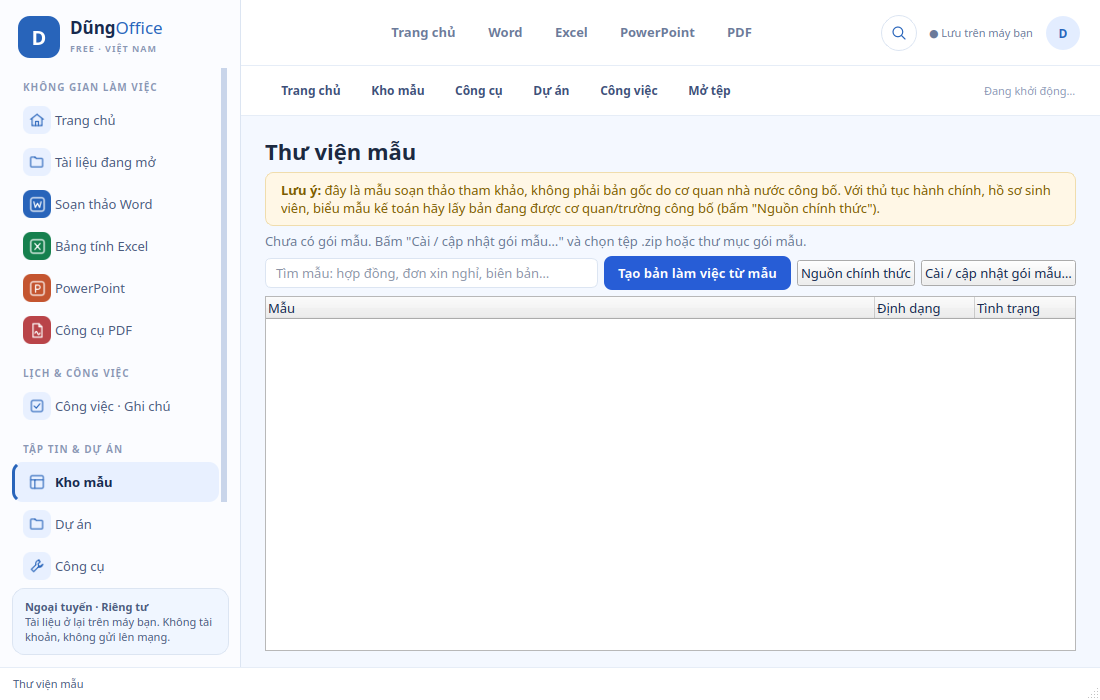 D
DũngOffice
FREE · VIỆT NAM
KHÔNG GIAN LÀM VIỆC
Trang chủ
Tài liệu đang mở
Soạn thảo Word
Bảng tính Excel
PowerPoint
Công cụ PDF
LỊCH & CÔNG VIỆC
Công việc · Ghi chú
TẬP TIN & DỰ ÁN
Kho mẫu
Dự án
Công cụ
Ngoại tuyến · Riêng tư
Tài liệu ở lại trên máy bạn. Không tài
khoản, không gửi lên mạng.
Trang chủ Word Excel PowerPoint PDF
Lưu trên máy bạn
D
Trang chủ Kho mẫu Công cụ Dự án Công việc Mở tệp
Đang khởi động...
Thư viện mẫu
Lưu ý: đây là mẫu soạn thảo tham khảo, không phải bản gốc do cơ quan nhà nước công bố. Với thủ tục hành chính, hồ sơ sinh
viên, biểu mẫu kế toán hãy lấy bản đang được cơ quan/trường công bố (bấm "Nguồn chính thức").
Chưa có gói mẫu. Bấm "Cài / cập nhật gói mẫu..." và chọn tệp .zip hoặc thư mục gói mẫu.
Tìm mẫu: hợp đồng, đơn xin nghỉ, biên bản...
Tạo bản làm việc từ mẫu
Nguồn chính thức
Cài / cập nhật gói mẫu...
Mẫu Định dạng Tình trạng
Thư viện mẫu